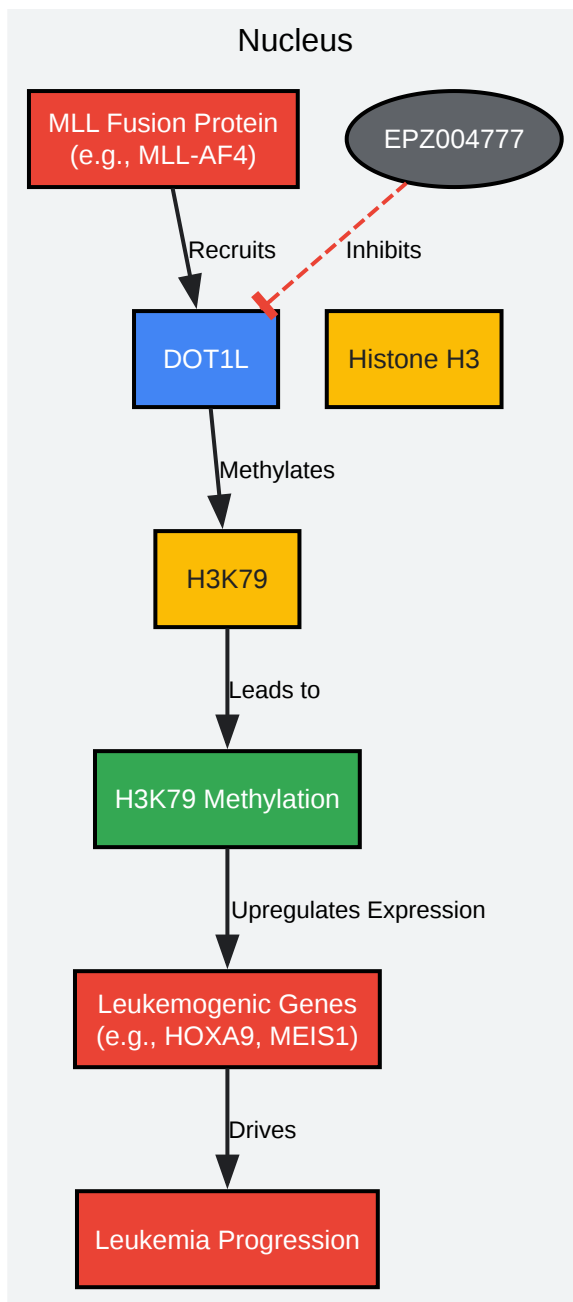 Nucleus
MLL Fusion Protein
(e.g., MLL-AF4)
EPZ004777
Recruits
Inhibits
DOT1L
Histone H3
Methylates
H3K79
Leads to
H3K79 Methylation
Upregulates Expression
Leukemogenic Genes
(e.g., HOXA9, MEIS1)
Drives
Leukemia Progression